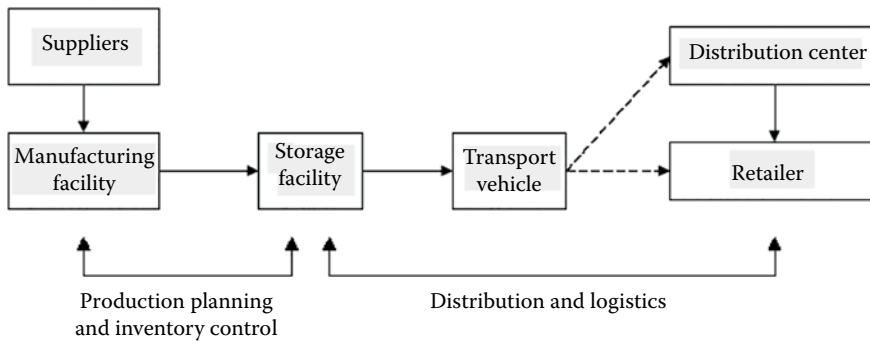 Suppliers
Distribution center
Manufacturing
facility
Storage
facility
Transport
vehicle
Retailer
Production planning
and inventory control
Distribution and logistics